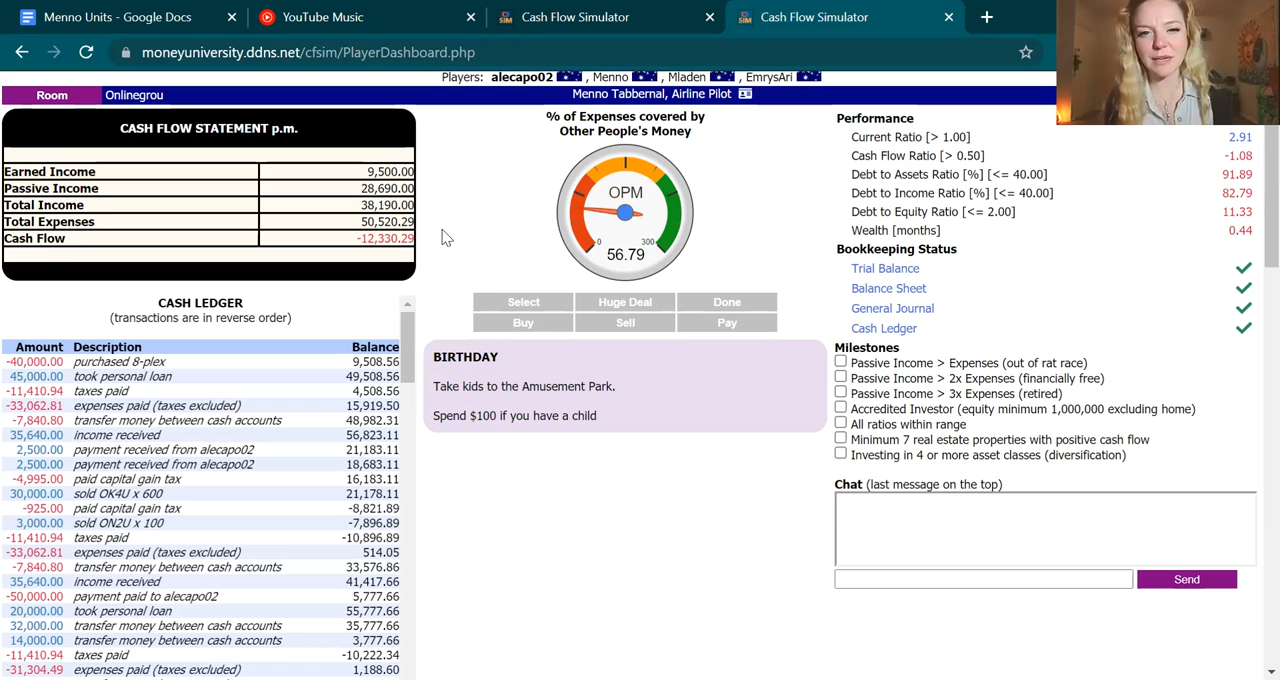 Menno Units - Google Docs
YouTube Music
Cash Flow Simulator
Cash Flow Simulator
moneyuniversity.ddns.net/cfsim/PlayerDashboard.php
Players: alecapo02 , Menno , Mladen , EmrysAri
Room Onlinegrou Menno Tabbernal, Airline Pilot
CASH FLOW STATEMENT p.m.
Earned Income 9,500.00
Passive Income 28,690.00
Total Income 38,190.00
Total Expenses 50,520.29
Cash Flow -12,330.29
CASH LEDGER
(transactions are in reverse order)
Amount Description Balance
-40,000.00 purchased 8-plex 9,508.56
45,000.00 took personal loan 49,508.56
-11,410.94 taxes paid 4,508.56
-33,062.81 expenses paid (taxes excluded) 15,919.50
-7,840.80 transfer money between cash accounts 48,982.31
35,640.00 income received 56,823.11
2,500.00 payment received from alecapo02 21,183.11
2,500.00 payment received from alecapo02 18,683.11
-4,995.00 paid capital gain tax 16,183.11
30,000.00 sold OK4U x 600 21,178.11
-925.00 paid capital gain tax -8,821.89
3,000.00 sold ON2U x 100 -7,896.89
-11,410.94 taxes paid -10,896.89
-33,062.81 expenses paid (taxes excluded) 514.05
-7,840.80 transfer money between cash accounts 33,576.86
35,640.00 income received 41,417.66
-50,000.00 payment paid to alecapo02 5,777.66
20,000.00 took personal loan 55,777.66
32,000.00 transfer money between cash accounts 35,777.66
14,000.00 transfer money between cash accounts 3,777.66
-11,410.94 taxes paid -10,222.34
-31,304.49 expenses paid (taxes excluded) 1,188.60
% of Expenses covered by
Other People's Money
OPM
0 300
56.79
Select Huge Deal Done
Buy Sell Pay
BIRTHDAY
Take kids to the Amusement Park.
Spend $100 if you have a child
Performance
Current Ratio [> 1.00] 2.91
Cash Flow Ratio [> 0.50] -1.08
Debt to Assets Ratio [%] [<= 40.00] 91.89
Debt to Income Ratio [%] [<= 40.00] 82.79
Debt to Equity Ratio [<= 2.00] 11.33
Wealth [months] 0.44
Bookkeeping Status
Trial Balance
Balance Sheet
General Journal
Cash Ledger
Milestones
Passive Income > Expenses (out of rat race)
Passive Income > 2x Expenses (financially free)
Passive Income > 3x Expenses (retired)
Accredited Investor (equity minimum 1,000,000 excluding home)
All ratios within range
Minimum 7 real estate properties with positive cash flow
Investing in 4 or more asset classes (diversification)
Chat (last message on the top)
Send